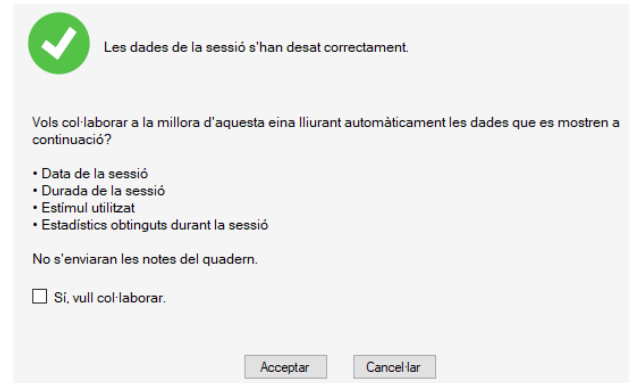 Les dades de la sessió s'han desat correctament.
Vols col·laborar a la millora d'aquesta eina lliurant automàticament les dades que es mostren a
continuació?
• Data de la sessió
• Durada de la sessió
• Estímul utilitzat
• Estadístics obtinguts durant la sessió
No s'enviaran les notes del quadern.
Sí, vull col·laborar.
Acceptar Cancel·lar